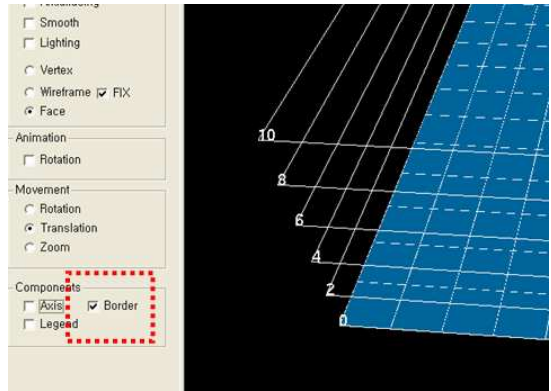 Smooth
Lighting
Vertex
Wireframe FIX
Face
Animation
Rotation
Movement
Rotation
Translation
Zoom
Components
Axis Border
Legend
10
8
6
4
2
0